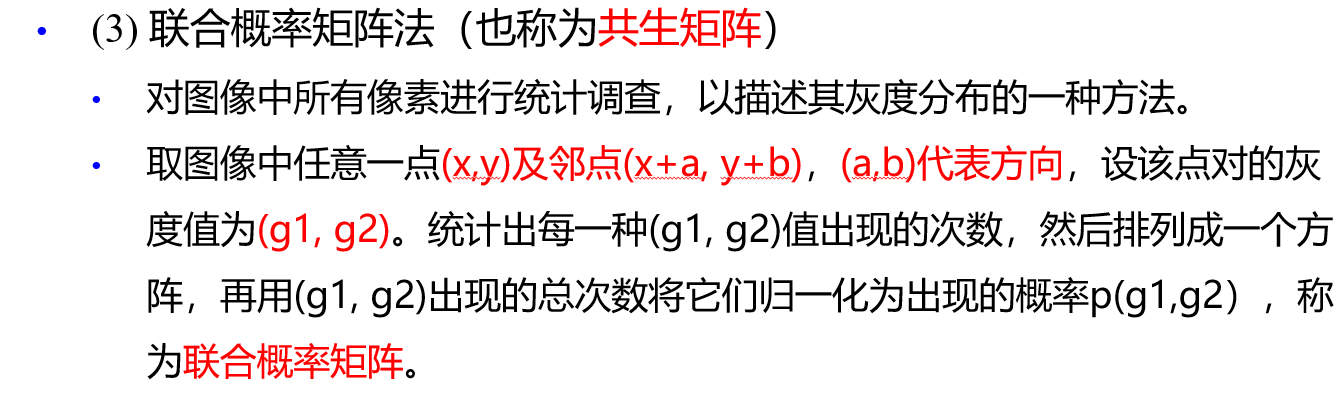 • (3) 联合概率矩阵法（也称为共生矩阵）
• 对图像中所有像素进行统计调查，以描述其灰度分布的一种方法。
• 取图像中任意一点(x,y)及邻点(x+a, y+b)，(a,b)代表方向，设该点对的灰
度值为(g1, g2)。统计出每一种(g1, g2)值出现的次数，然后排列成一个方
阵，再用(g1, g2)出现的总次数将它们归一化为出现的概率p(g1,g2），称
为联合概率矩阵。